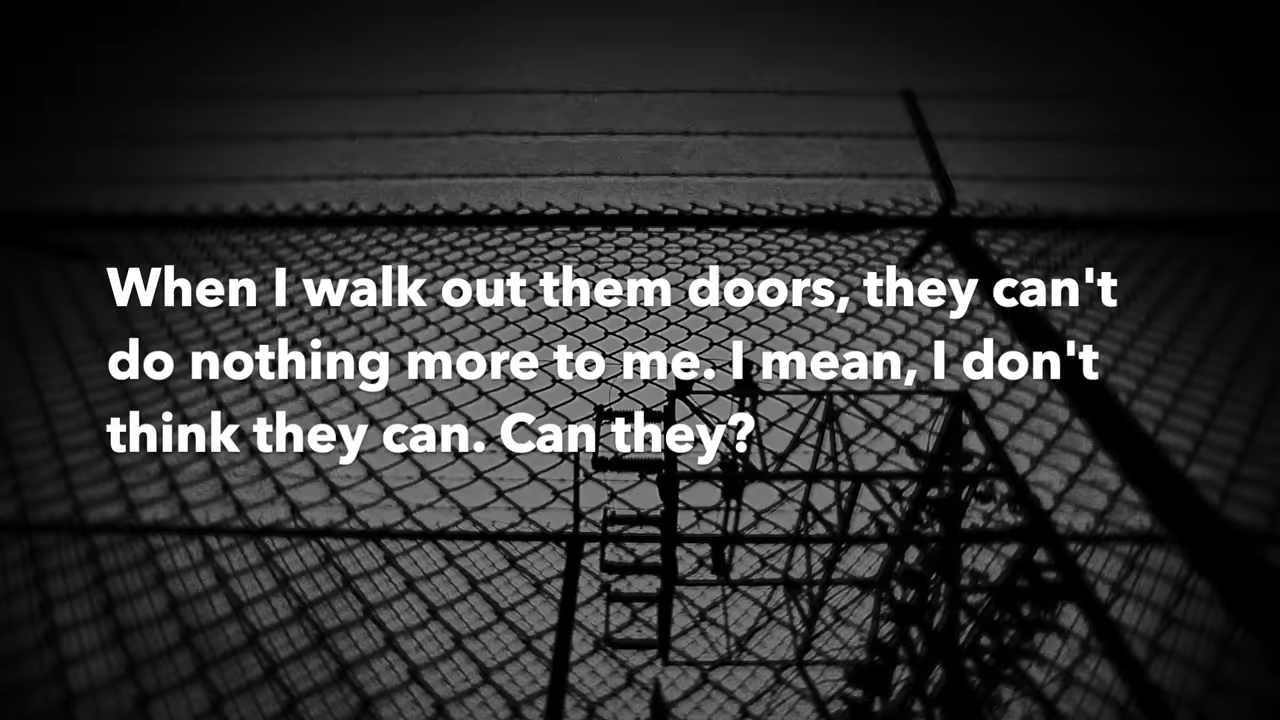 When I walk out them doors, they can't
do nothing more to me. I mean, I don't
think they can. Can they?